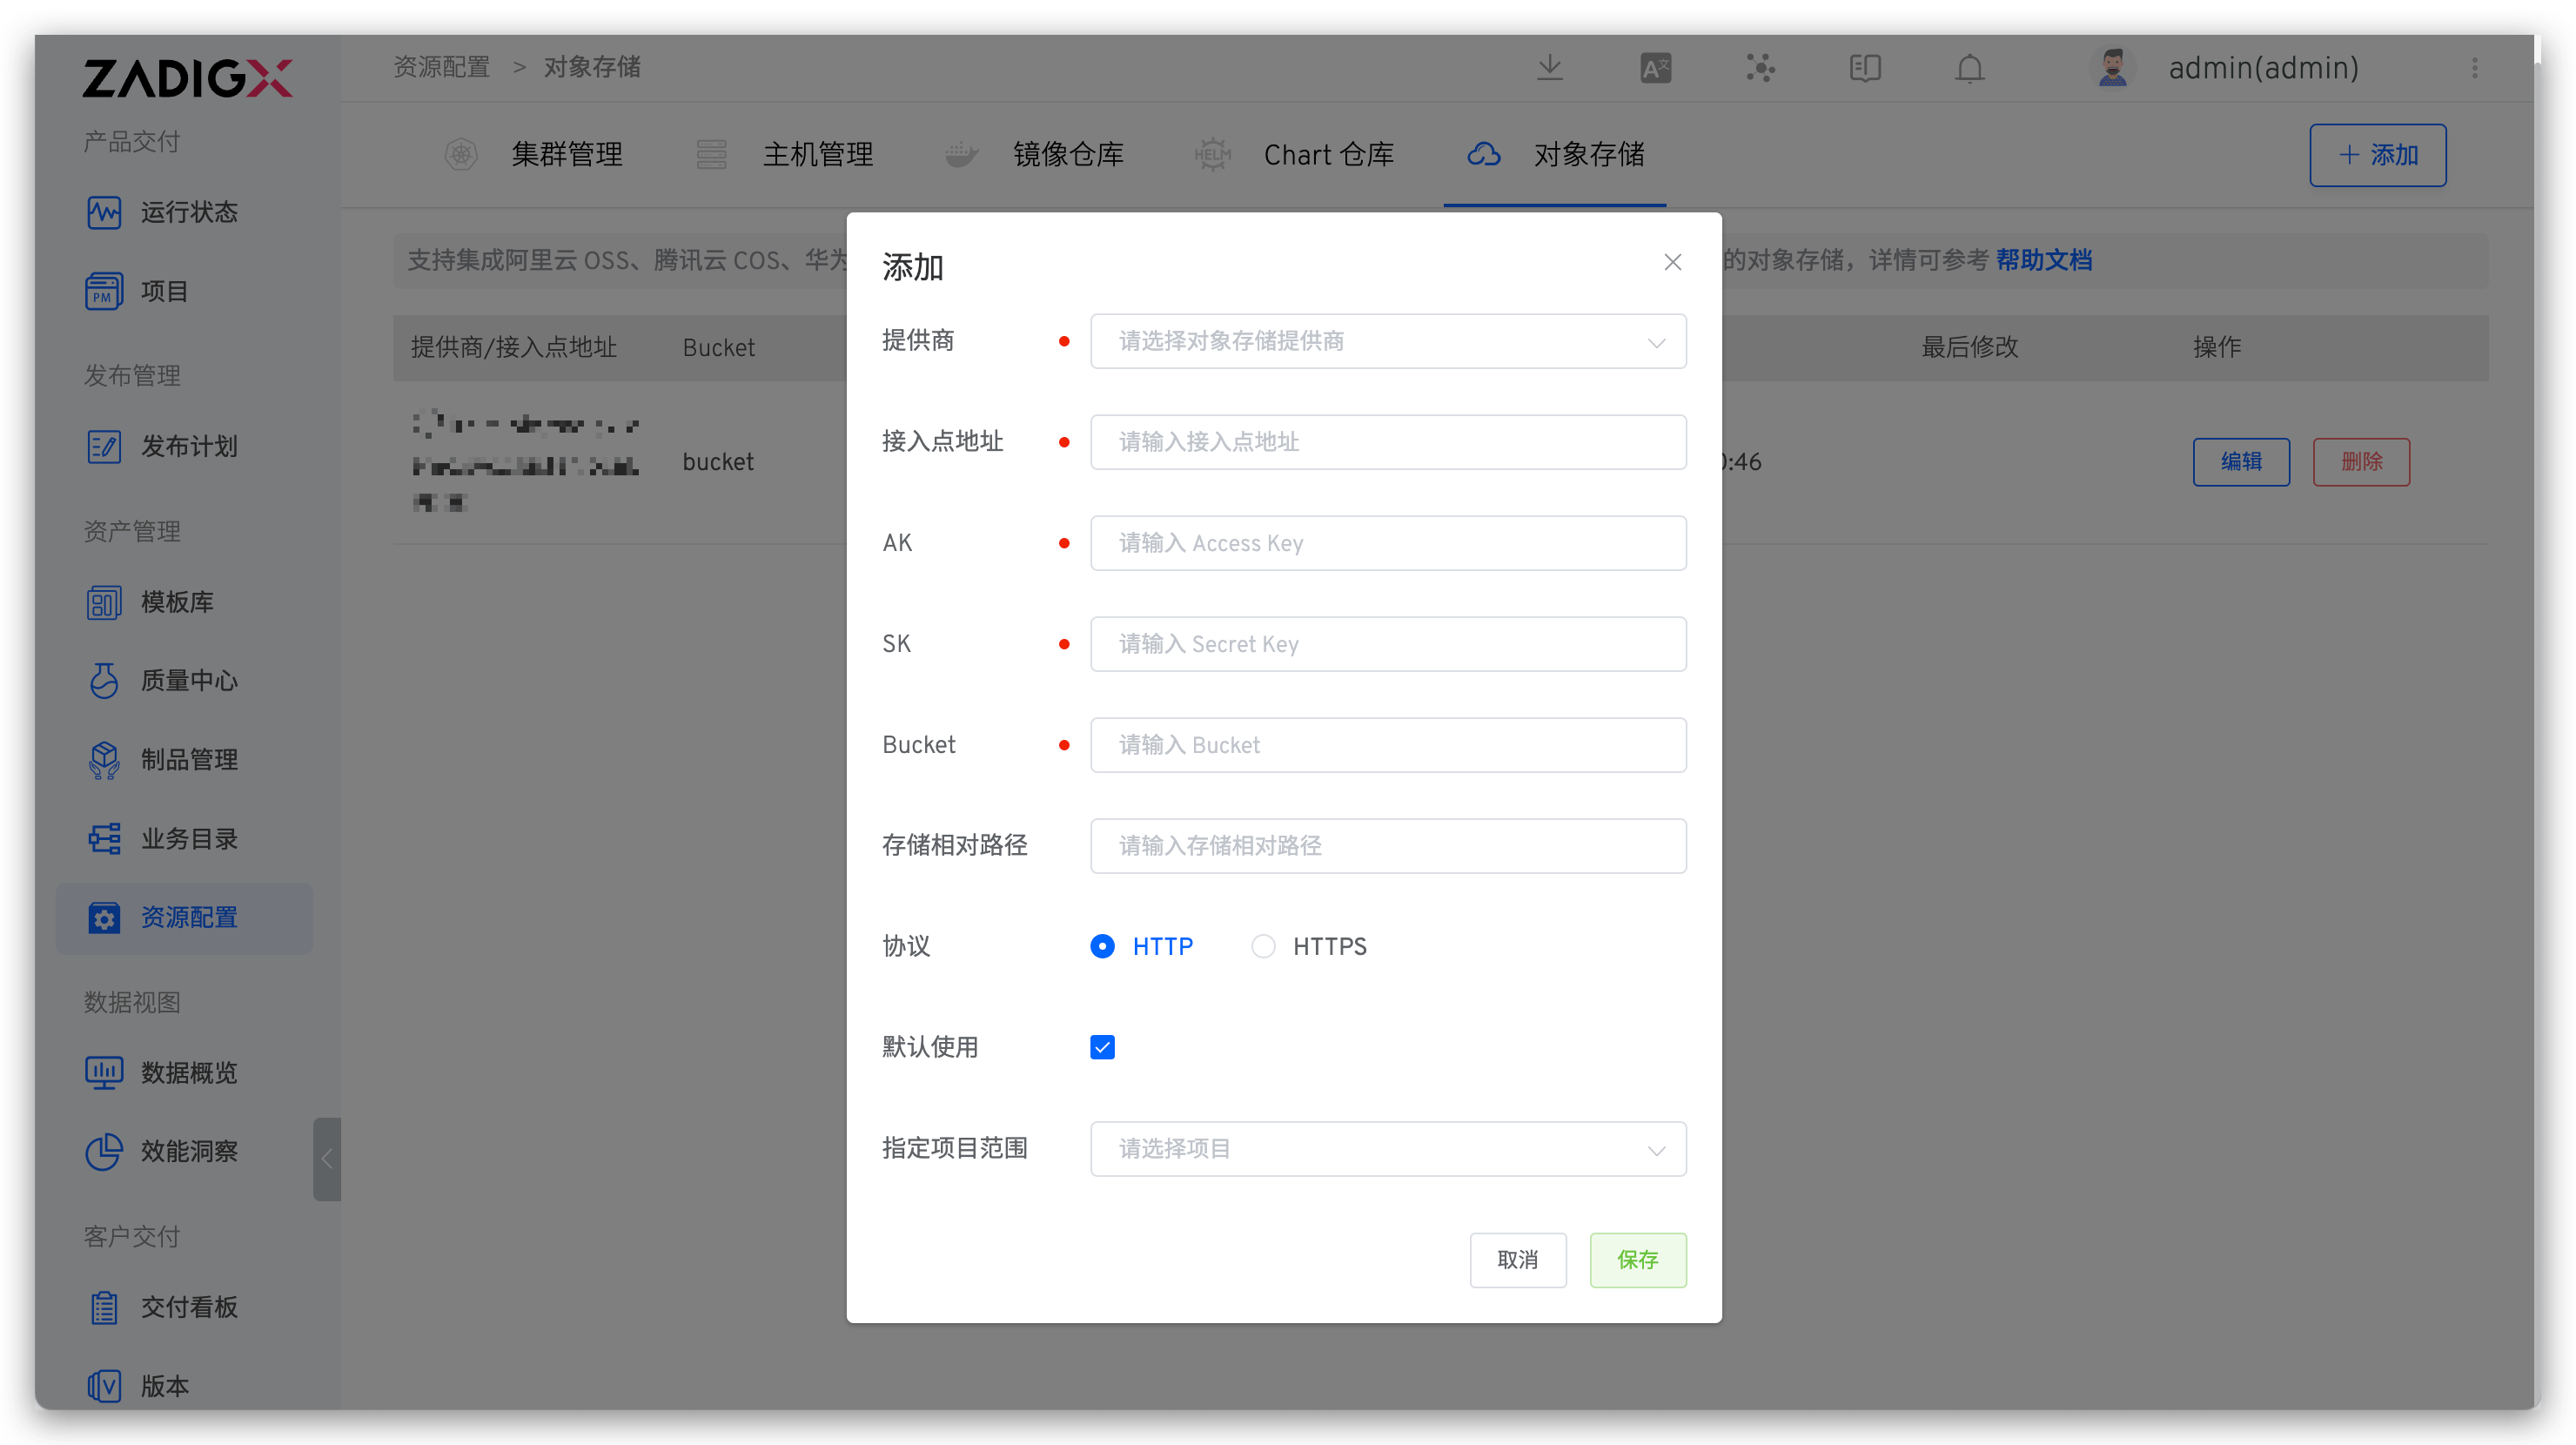 ZADIGX
产品交付
运行状态
PM
项目
发布管理
发布计划
资产管理
模板库
质量中心
制品管理
业务目录
资源配置
数据视图
数据概览
效能洞察
客户交付
交付看板
版本
资源配置 > 对象存储
admin(admin)
集群管理
主机管理
镜像仓库
HELM
Chart 仓库
对象存储
添加
支持集成阿里云 OSS、腾讯云 COS、华为
的对象存储，详情可参考 帮助文档
提供商/接入点地址 Bucket
最后修改 操作
bucket
:46
编辑 删除
添加
提供商 请选择对象存储提供商
接入点地址 请输入接入点地址
AK 请输入 Access Key
SK 请输入 Secret Key
Bucket 请输入 Bucket
存储相对路径 请输入存储相对路径
协议 HTTP HTTPS
默认使用
指定项目范围 请选择项目
取消 保存